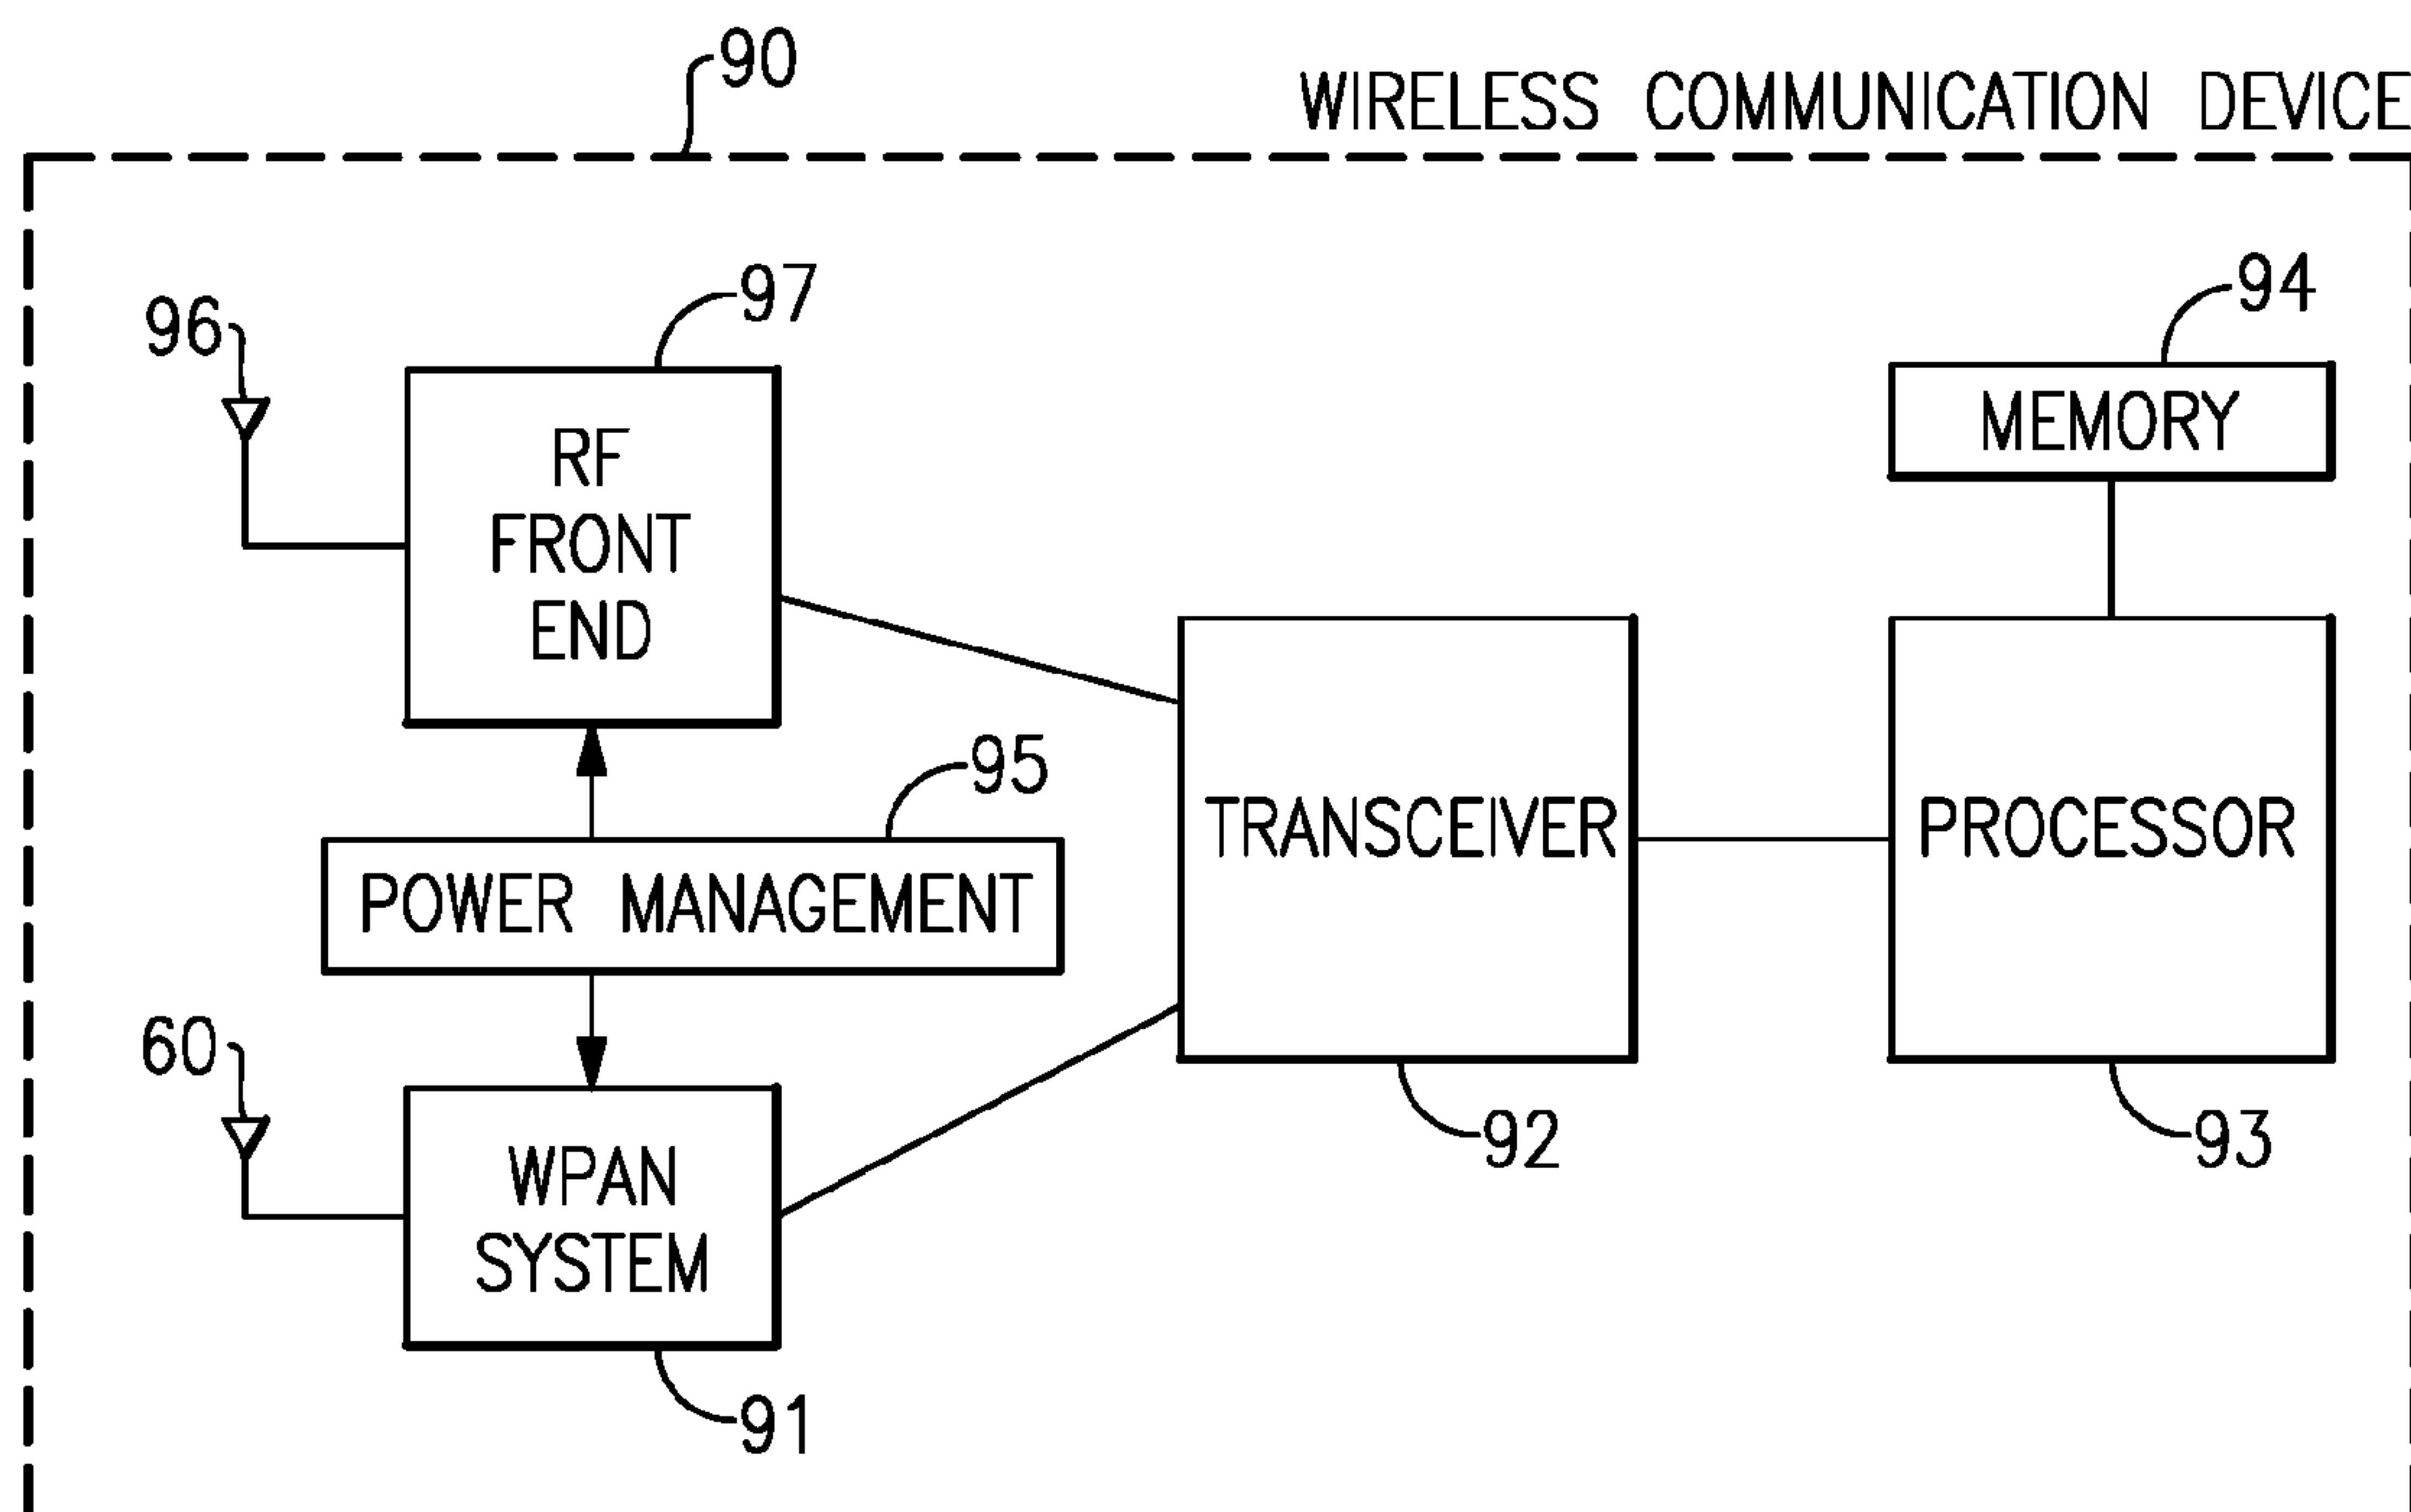 90
WIRELESS COMMUNICATION DEVICE
96
97
94
RF
FRONT
END
MEMORY
95
POWER MANAGEMENT
TRANSCEIVER
PROCESSOR
60
92
93
WPAN
SYSTEM
91